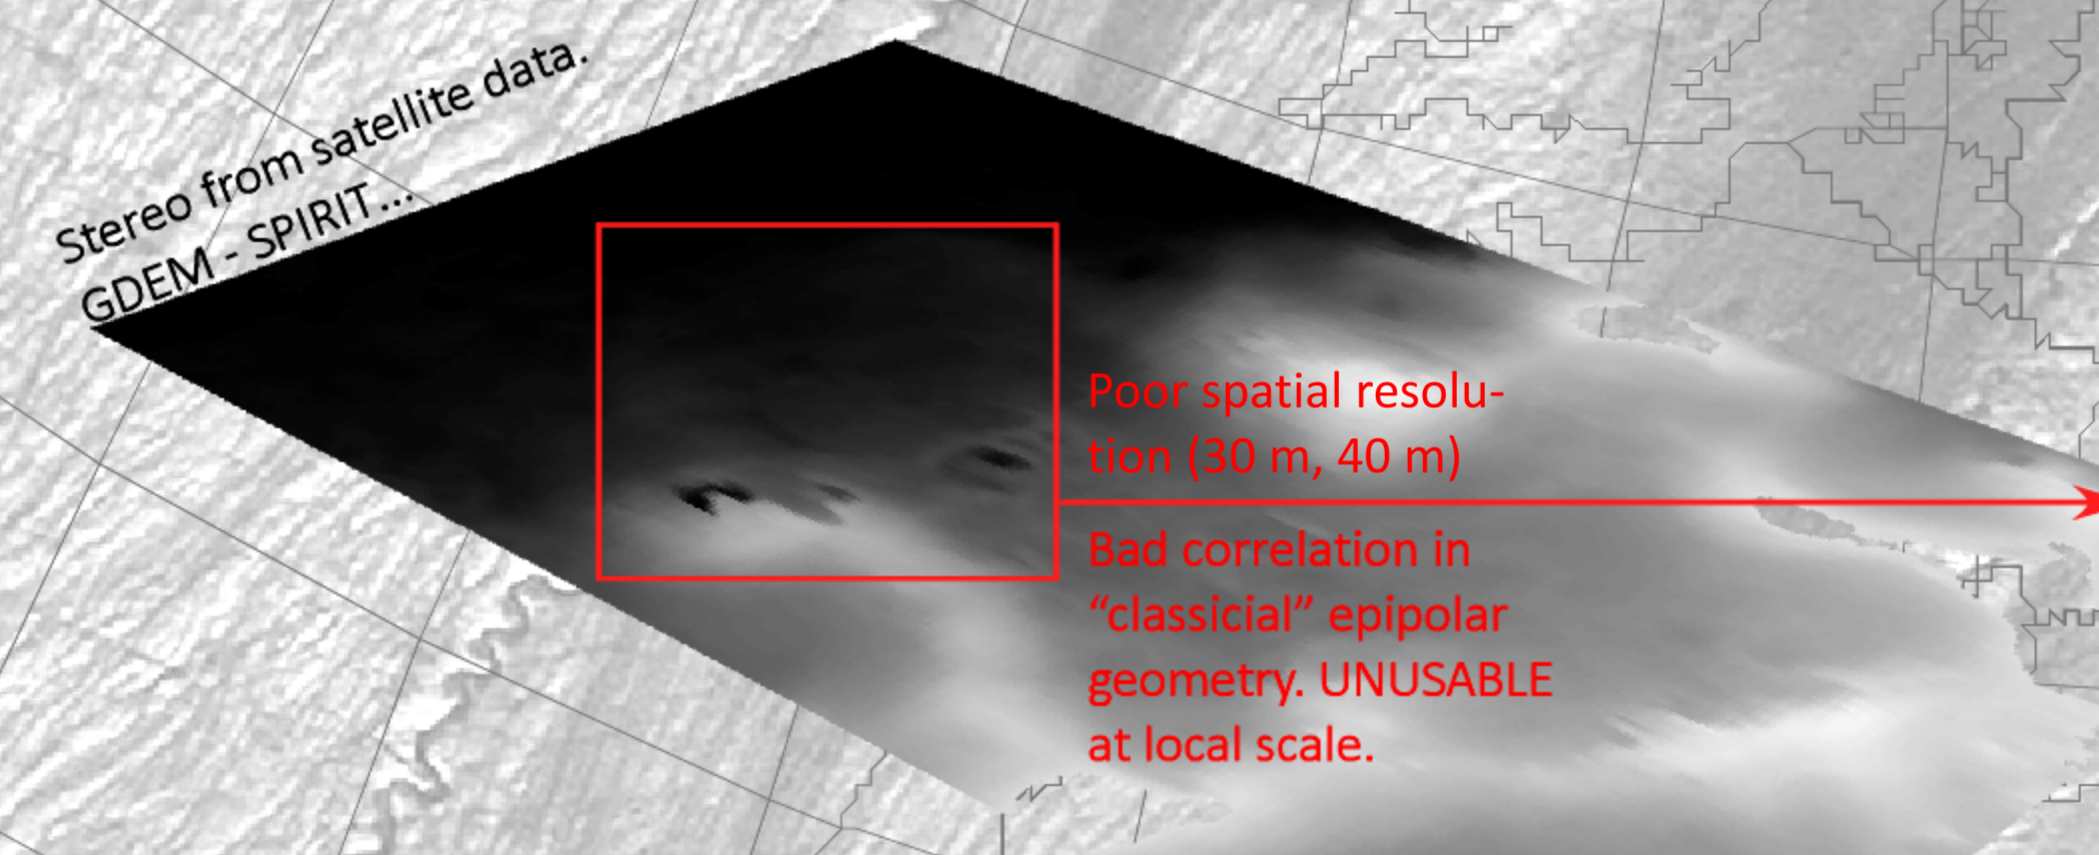 Stereo from satellite data.
GDEM - SPIRIT...
Poor spatial resolu-
tion (30 m, 40 m)
Bad correlation in
“classicial” epipolar
geometry. UNUSABLE
at local scale.